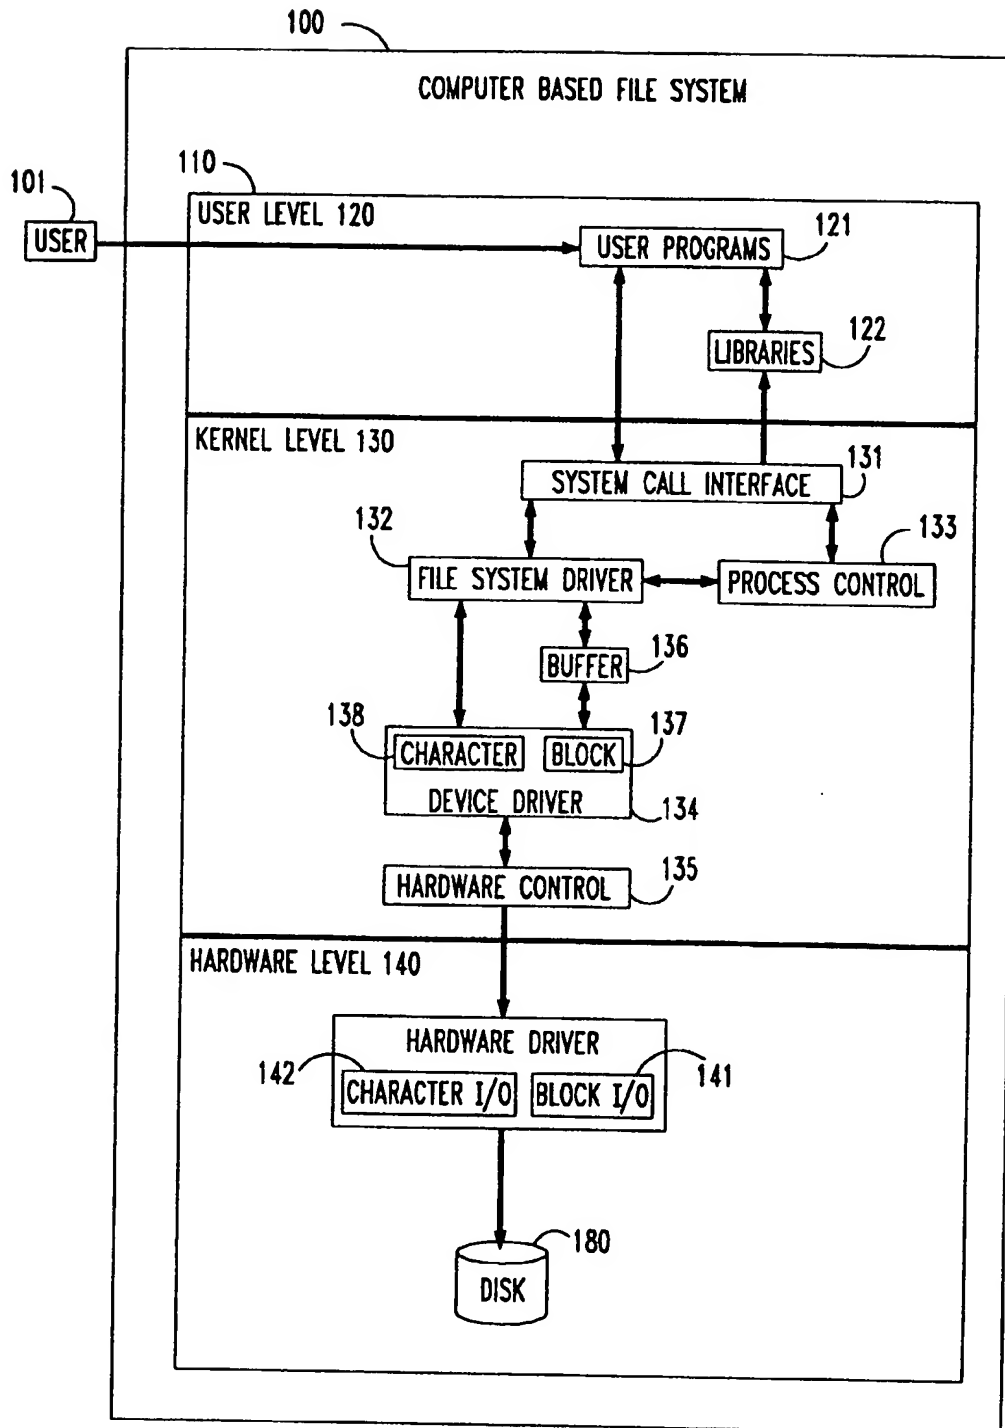 100
COMPUTER BASED FILE SYSTEM
101
110
USER
USER LEVEL 120
USER PROGRAMS
121
LIBRARIES
122
KERNEL LEVEL 130
SYSTEM CALL INTERFACE
131
132
FILE SYSTEM DRIVER
133
PROCESS CONTROL
BUFFER
136
138
CHARACTER
BLOCK
137
DEVICE DRIVER
134
HARDWARE CONTROL
135
HARDWARE LEVEL 140
HARDWARE DRIVER
142
CHARACTER I/O
BLOCK I/O
141
180
DISK